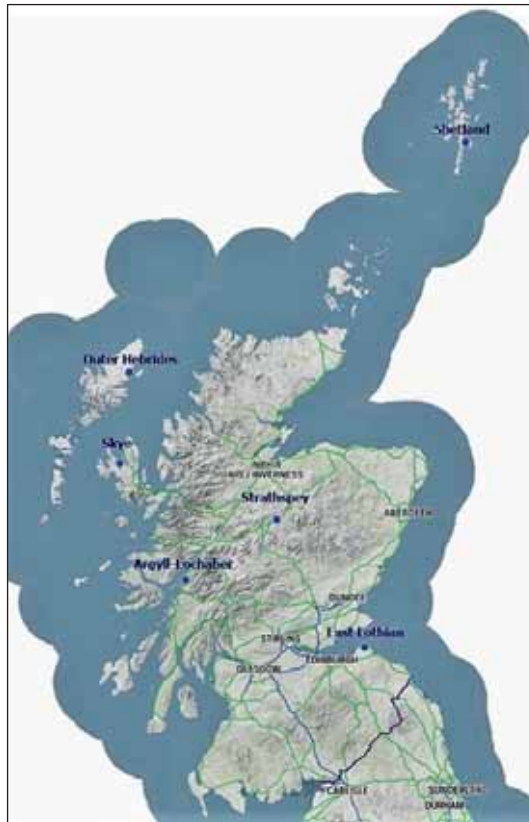 Shetland
Outer Hebrides
Skye
INVERNESS
Strathspey
ABERDEEN
Argyll-Lochaber
DUNDEE
STIRLING
East Lothian
EDINBURGH
GLASGOW
CARLISLE
SUNDERLAND
DURHAM